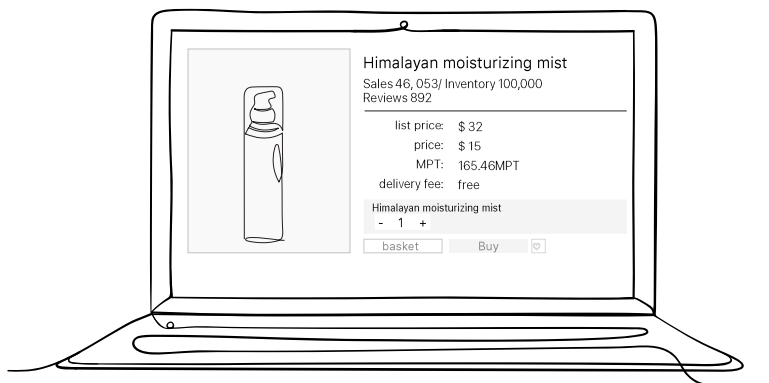 Himalayan moisturizing mist
Sales 46, 053/ Inventory 100,000
Reviews 892
list price: $ 32
price: $ 15
MPT: 165.46MPT
delivery fee: free
Himalayan moisturizing mist
- 1 +
basket Buy